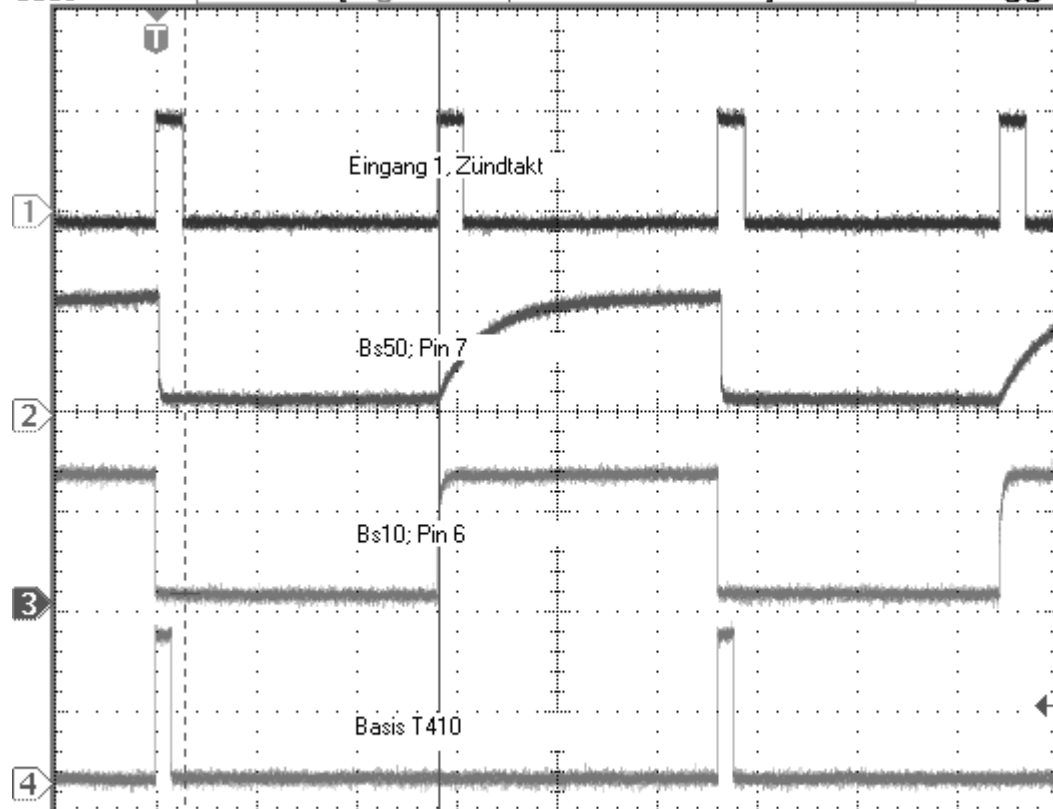 T
Eingang 1, Zündtakt
1
Bs50; Pin 7
2
Bs10; Pin 6
3
Basis T410
4